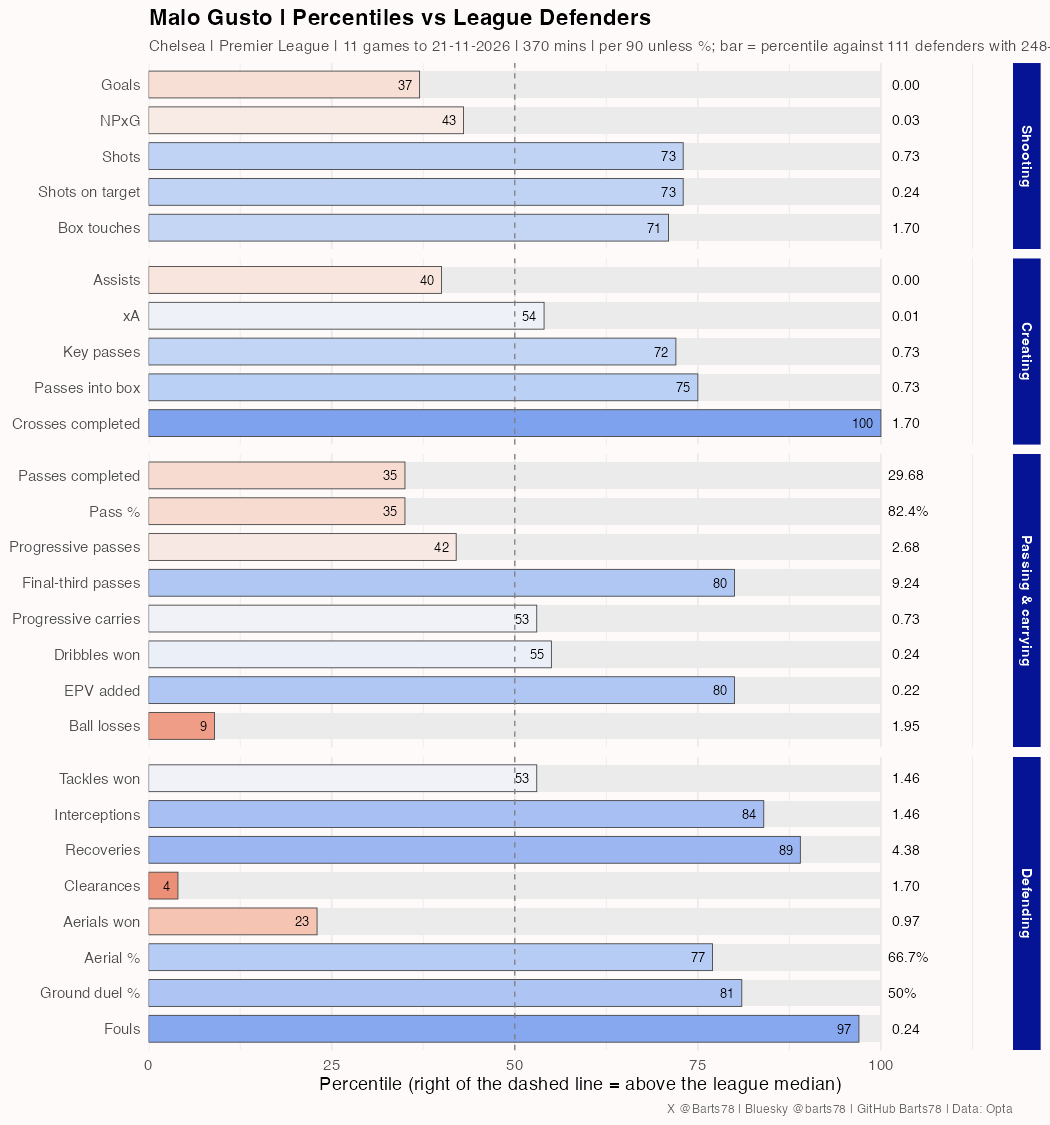 Malo Gusto | Percentiles vs League Defenders
Chelsea | Premier League | 11 games to 21-11-2026 | 370 mins | per 90 unless %; bar = percentile against 111 defenders with 248-
Shooting
Goals 37 0.00
NPxG 43 0.03
Shots 73 0.73
Shots on target 73 0.24
Box touches 71 1.70
Creating
Assists 40 0.00
xA 54 0.01
Key passes 72 0.73
Passes into box 75 0.73
Crosses completed 100 1.70
Passing & carrying
Passes completed 35 29.68
Pass % 35 82.4%
Progressive passes 42 2.68
Final-third passes 80 9.24
Progressive carries 53 0.73
Dribbles won 55 0.24
EPV added 80 0.22
Ball losses 9 1.95
Defending
Tackles won 53 1.46
Interceptions 84 1.46
Recoveries 89 4.38
Clearances 4 1.70
Aerials won 23 0.97
Aerial % 77 66.7%
Ground duel % 81 50%
Fouls 97 0.24
0 25 50 75 100
Percentile (right of the dashed line = above the league median)
X @Barts78 | Bluesky @barts78 | GitHub Barts78 | Data: Opta